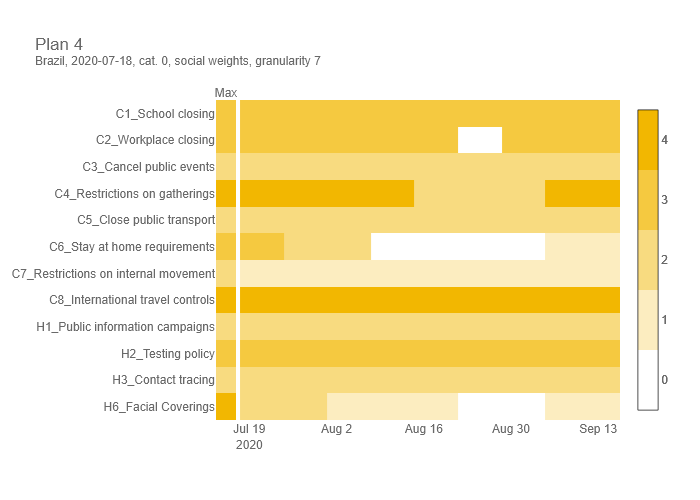 Plan 4
Brazil, 2020-07-18, cat. 0, social weights, granularity 7
Max
C1_School closing
C2_Workplace closing
C3_Cancel public events
C4_Restrictions on gatherings
C5_Close public transport
C6_Stay at home requirements
C7_Restrictions on internal movement
C8_International travel controls
H1_Public information campaigns
H2_Testing policy
H3_Contact tracing
H6_Facial Coverings
Jul 19 Aug 2 Aug 16 Aug 30 Sep 13
2020
4
3
2
1
0